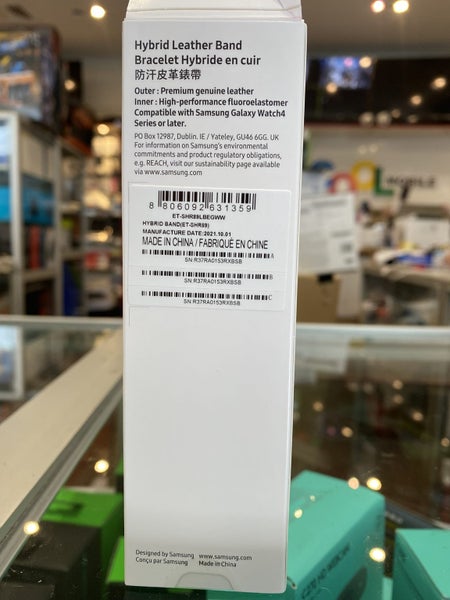 Hybrid Leather Band
Bracelet Hybride en cuir
防汗皮革錶帶
Outer : Premium genuine leather
Inner : High-performance fluoroelastomer
Compatible with Samsung Galaxy Watch4
Series or later.
PO Box 12987, Dublin. IE / Yateley, GU46 6GG. UK
For information on Samsung's environmental
commitments and product regulatory obligations,
e.g. REACH, visit our sustainability page available
via www.samsung.com
8 806092 631359
ET-SHR89LBEGWW
HYBRID BAND(ET-SHR89)
MANUFACTURE DATE:2021.10.01
MADE IN CHINA / FABRIQUÉ EN CHINE
A
SN:R37RA0153RXBSB
B
SN:R37RA0153RXBSB
C
SN:R37RA0153RXBSB
Designed by Samsung www.samsung.com
Conçu par Samsung Made in China
MOBILE
C270 HD WEBCAM